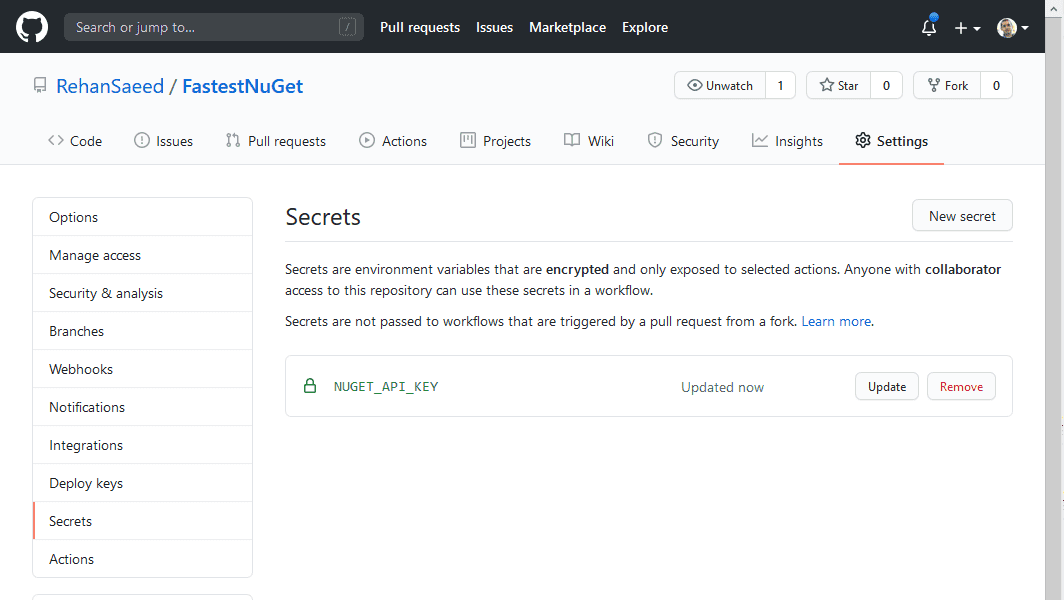 Search or jump to... /
Pull requests Issues Marketplace Explore
RehanSaeed / FastestNuGet
Unwatch 1 Star 0 Fork 0
Code Issues Pull requests Actions Projects Wiki Security Insights Settings
Options
Manage access
Security & analysis
Branches
Webhooks
Notifications
Integrations
Deploy keys
Secrets
Actions
Secrets
New secret
Secrets are environment variables that are encrypted and only exposed to selected actions. Anyone with collaborator
access to this repository can use these secrets in a workflow.
Secrets are not passed to workflows that are triggered by a pull request from a fork. Learn more.
NUGET_API_KEY Updated now Update Remove